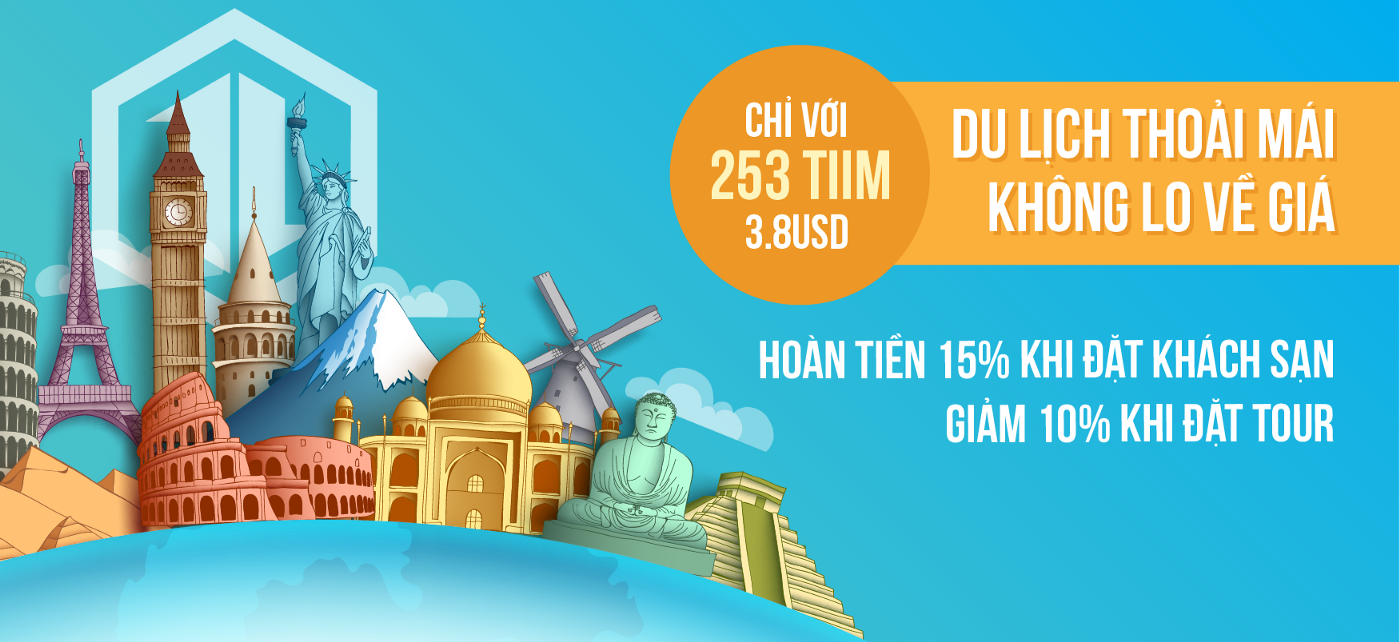 CHỈ VỚI
253 TIIM
3.8USD
DU LỊCH THOẢI MÁI
KHÔNG LO VỀ GIÁ
HOÀN TIỀN 15% KHI ĐẶT KHÁCH SẠN
GIẢM 10% KHI ĐẶT TOUR